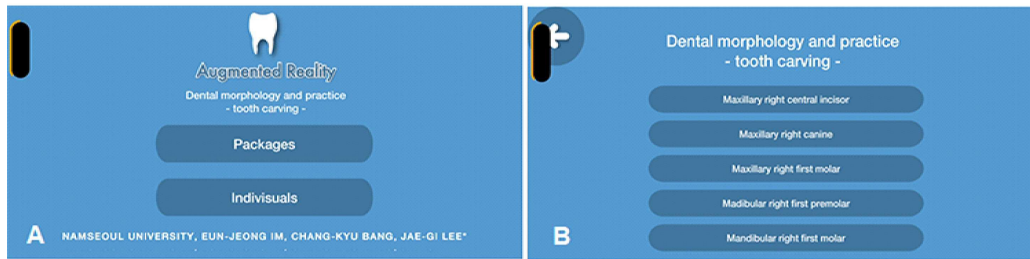 Augmented Reality
Dental morphology and practice
- tooth carving -
Packages
Indivisuals
A
NAMSEOUL UNIVERSITY, EUN-JEONG IM, CHANG-KYU BANG, JAE-GI LEE*
Dental morphology and practice
- tooth carving -
Maxillary right central incisor
Maxillary right canine
Maxillary right first molar
Madibular right first premolar
Mandibular right first molar
B